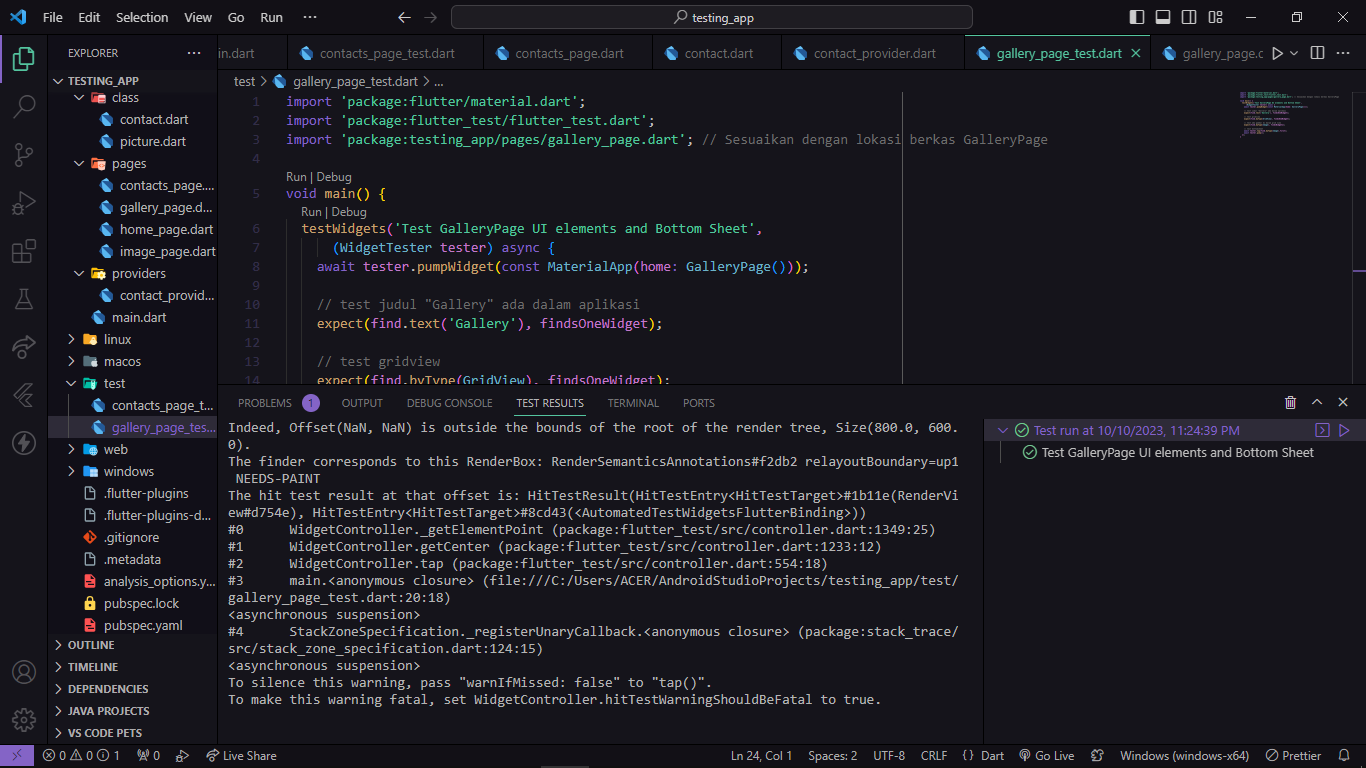 File Edit Selection View Go Run ··· testing_app
EXPLORER ···
TESTING_APP
class
contact.dart
picture.dart
pages
contacts_page....
gallery_page.d...
home_page.dart
image_page.dart
providers
contact_provid...
main.dart
linux
macos
test
contacts_page_t...
gallery_page_tes...
web
windows
.flutter-plugins
.flutter-plugins-d...
.gitignore
.metadata
analysis_options.y...
pubspec.lock
pubspec.yaml
OUTLINE
TIMELINE
DEPENDENCIES
JAVA PROJECTS
VS CODE PETS
in.dart contacts_page_test.dart contacts_page.dart contact.dart contact_provider.dart gallery_page_test.dart gallery_page.c ···
test > gallery_page_test.dart > ...
1 import 'package:flutter/material.dart';
2 import 'package:flutter_test/flutter_test.dart';
3 import 'package:testing_app/pages/gallery_page.dart'; // Sesuaikan dengan lokasi berkas GalleryPage
4
Run | Debug
5 void main() {
Run | Debug
6 testWidgets('Test GalleryPage UI elements and Bottom Sheet',
7 (WidgetTester tester) async {
8 await tester.pumpWidget(const MaterialApp(home: GalleryPage()));
9
10 // test judul "Gallery" ada dalam aplikasi
11 expect(find.text('Gallery'), findsOneWidget);
12
13 // test gridview
14 expect(find.byType(GridView), findsOneWidget);
PROBLEMS 1 OUTPUT DEBUG CONSOLE TEST RESULTS TERMINAL PORTS
Indeed, Offset(NaN, NaN) is outside the bounds of the root of the render tree, Size(800.0, 600.
0).
The finder corresponds to this RenderBox: RenderSemanticsAnnotations#f2db2 relayoutBoundary=up1
NEEDS-PAINT
The hit test result at that offset is: HitTestResult(HitTestEntry<HitTestTarget>#1b11e(RenderVi
ew#d754e), HitTestEntry<HitTestTarget>#8cd43(<AutomatedTestWidgetsFlutterBinding>))
#0 WidgetController._getElementPoint (package:flutter_test/src/controller.dart:1349:25)
#1 WidgetController.getCenter (package:flutter_test/src/controller.dart:1233:12)
#2 WidgetController.tap (package:flutter_test/src/controller.dart:554:18)
#3 main.<anonymous closure> (file:///C:/Users/ACER/AndroidStudioProjects/testing_app/test/
gallery_page_test.dart:20:18)
<asynchronous suspension>
#4 StackZoneSpecification._registerUnaryCallback.<anonymous closure> (package:stack_trace/
src/stack_zone_specification.dart:124:15)
<asynchronous suspension>
To silence this warning, pass "warnIfMissed: false" to "tap()".
To make this warning fatal, set WidgetController.hitTestWarningShouldBeFatal to true.
Test run at 10/10/2023, 11:24:39 PM
Test GalleryPage UI elements and Bottom Sheet
0 0 1 0 Live Share Ln 24, Col 1 Spaces: 2 UTF-8 CRLF { } Dart Go Live Windows (windows-x64) Prettier